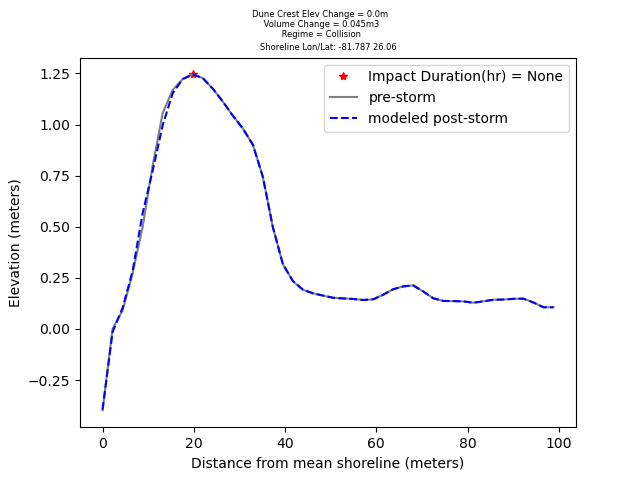 Dune Crest Elev Change = 0.0m
Volume Change = 0.045m3
Regime = Collision
Shoreline Lon/Lat: -81.787 26.06
Impact Duration(hr) = None
pre-storm
modeled post-storm
1.25
1.00
0.75
0.50
0.25
0.00
−0.25
Elevation (meters)
0 20 40 60 80 100
Distance from mean shoreline (meters)